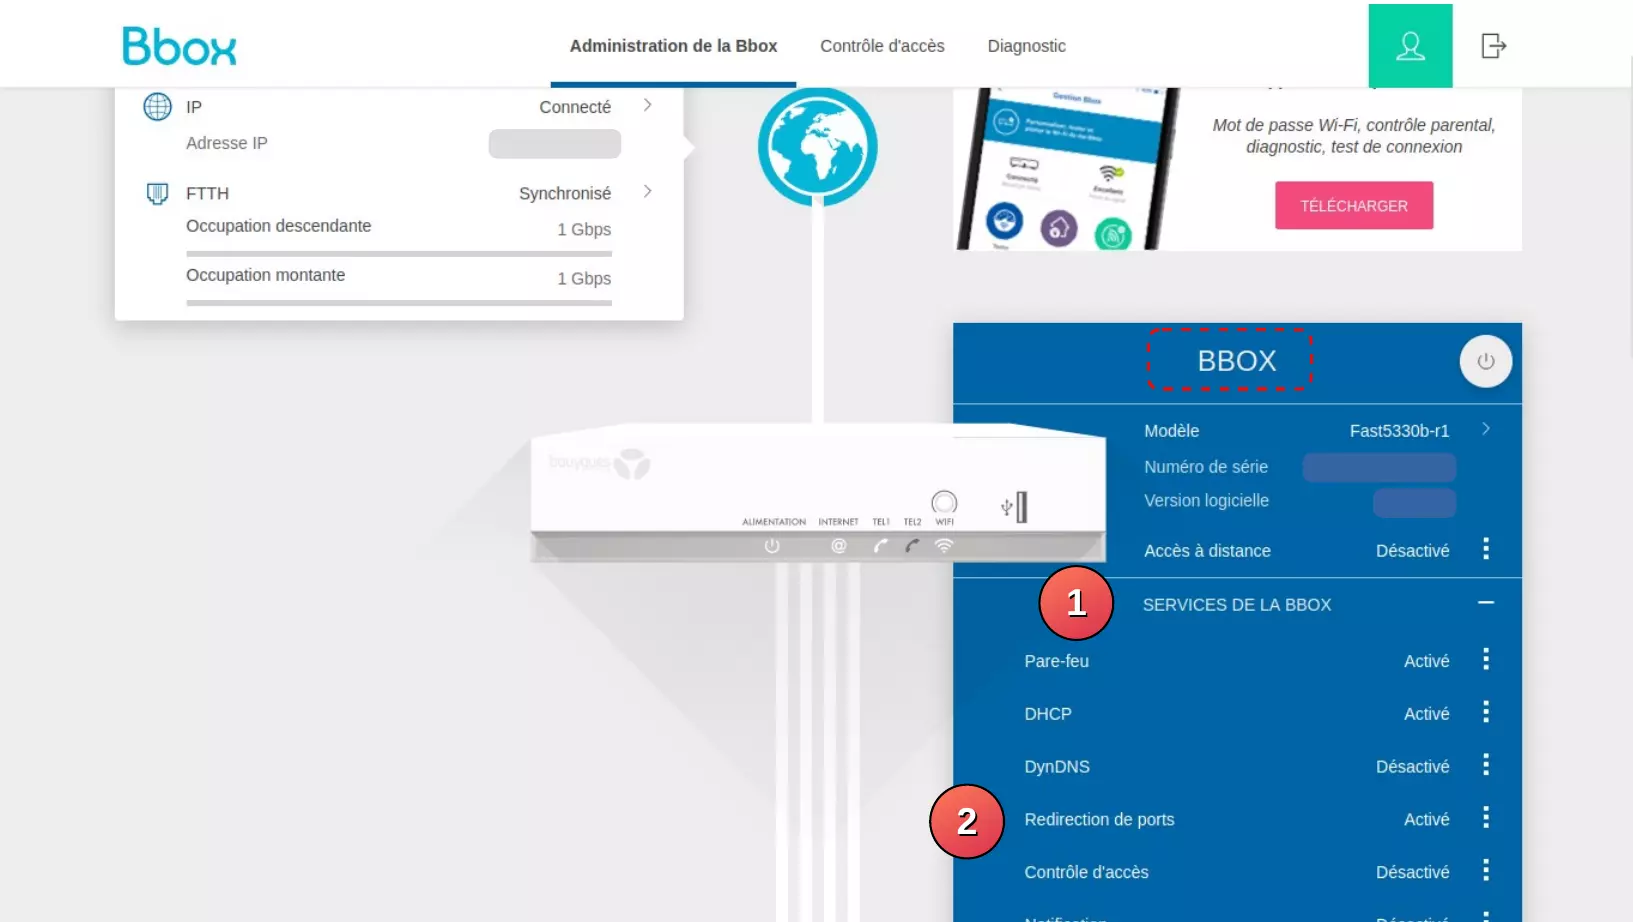 Bbox
Administration de la Bbox
Contrôle d'accès
Diagnostic
IP
Connecté
Adresse IP
FTTH
Synchronisé
Occupation descendante
1 Gbps
Occupation montante
1 Gbps
Gestion Bbox
Mot de passe Wi-Fi, contrôle parental,
diagnostic, test de connexion
TÉLÉCHARGER
BBOX
Modèle
Fast5330b-r1
Numéro de série
Version logicielle
Accès à distance
Désactivé
bouygues
ALIMENTATION
INTERNET
TEL1
TEL2
WIFI
1
SERVICES DE LA BBOX
Pare-feu
Activé
DHCP
Activé
DynDNS
Désactivé
2
Redirection de ports
Activé
Contrôle d'accès
Désactivé